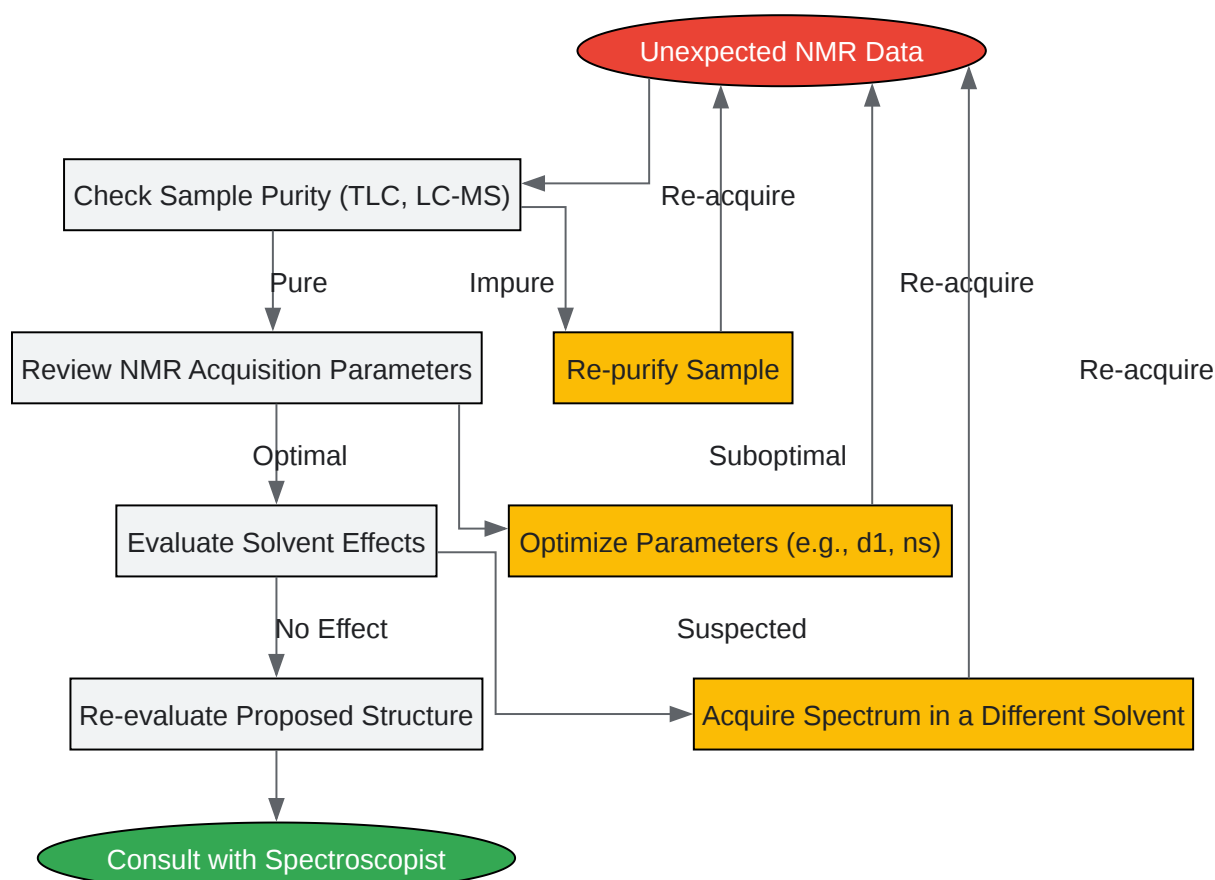 Unexpected NMR Data
Check Sample Purity (TLC, LC-MS)
Re-acquire
Pure
Impure
Re-acquire
Review NMR Acquisition Parameters
Re-purify Sample
Re-acquire
Optimal
Suboptimal
Evaluate Solvent Effects
Optimize Parameters (e.g., d1, ns)
No Effect
Suspected
Re-evaluate Proposed Structure
Acquire Spectrum in a Different Solvent
Consult with Spectroscopist